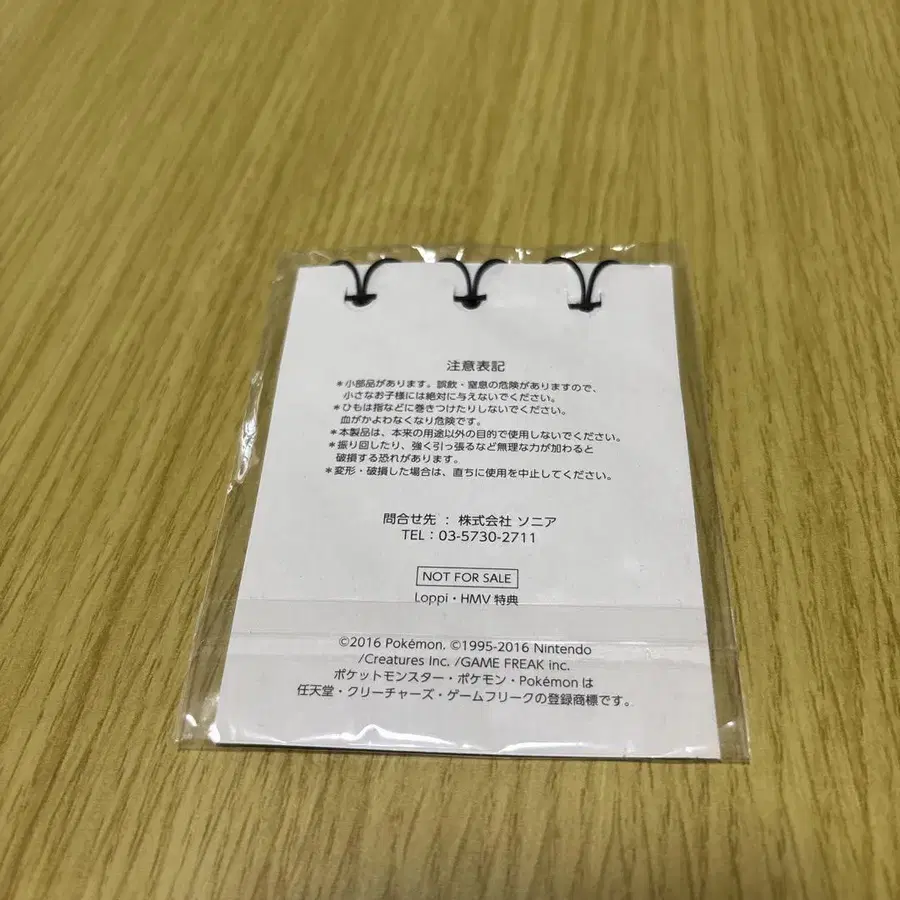 注意表記
*小部品があります。誤飲・窒息の危険がありますので、
小さなお子様には絶対に与えないでください。
*ひもは指などに巻きつけたりしないでください。
血がかよわなくなり危険です。
*本製品は、本来の用途以外の目的で使用しないでください。
*振り回したり、強く引っ張るなど無理な力が加わると
破損する恐れがあります。
*変形・破損した場合は、直ちに使用を中止してください。
問合せ先 : 株式会社 ソニア
TEL:03-5730-2711
NOT FOR SALE
Loppi・HMV 特典
©2016 Pokémon. ©1995-2016 Nintendo
/Creatures Inc. /GAME FREAK inc.
ポケットモンスター・ポケモン・Pokémon は
任天堂・クリーチャーズ・ゲームフリークの登録商標です。